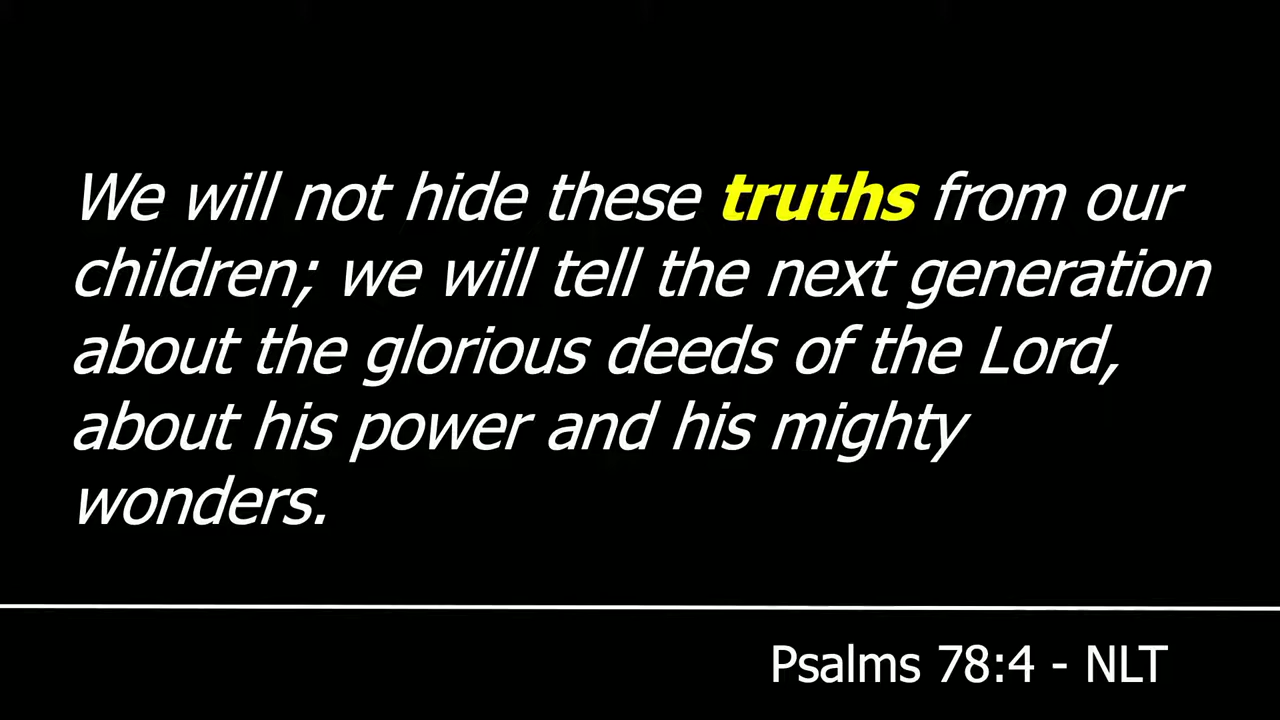 We will not hide these truths from our
children; we will tell the next generation
about the glorious deeds of the Lord,
about his power and his mighty
wonders.
Psalms 78:4 - NLT